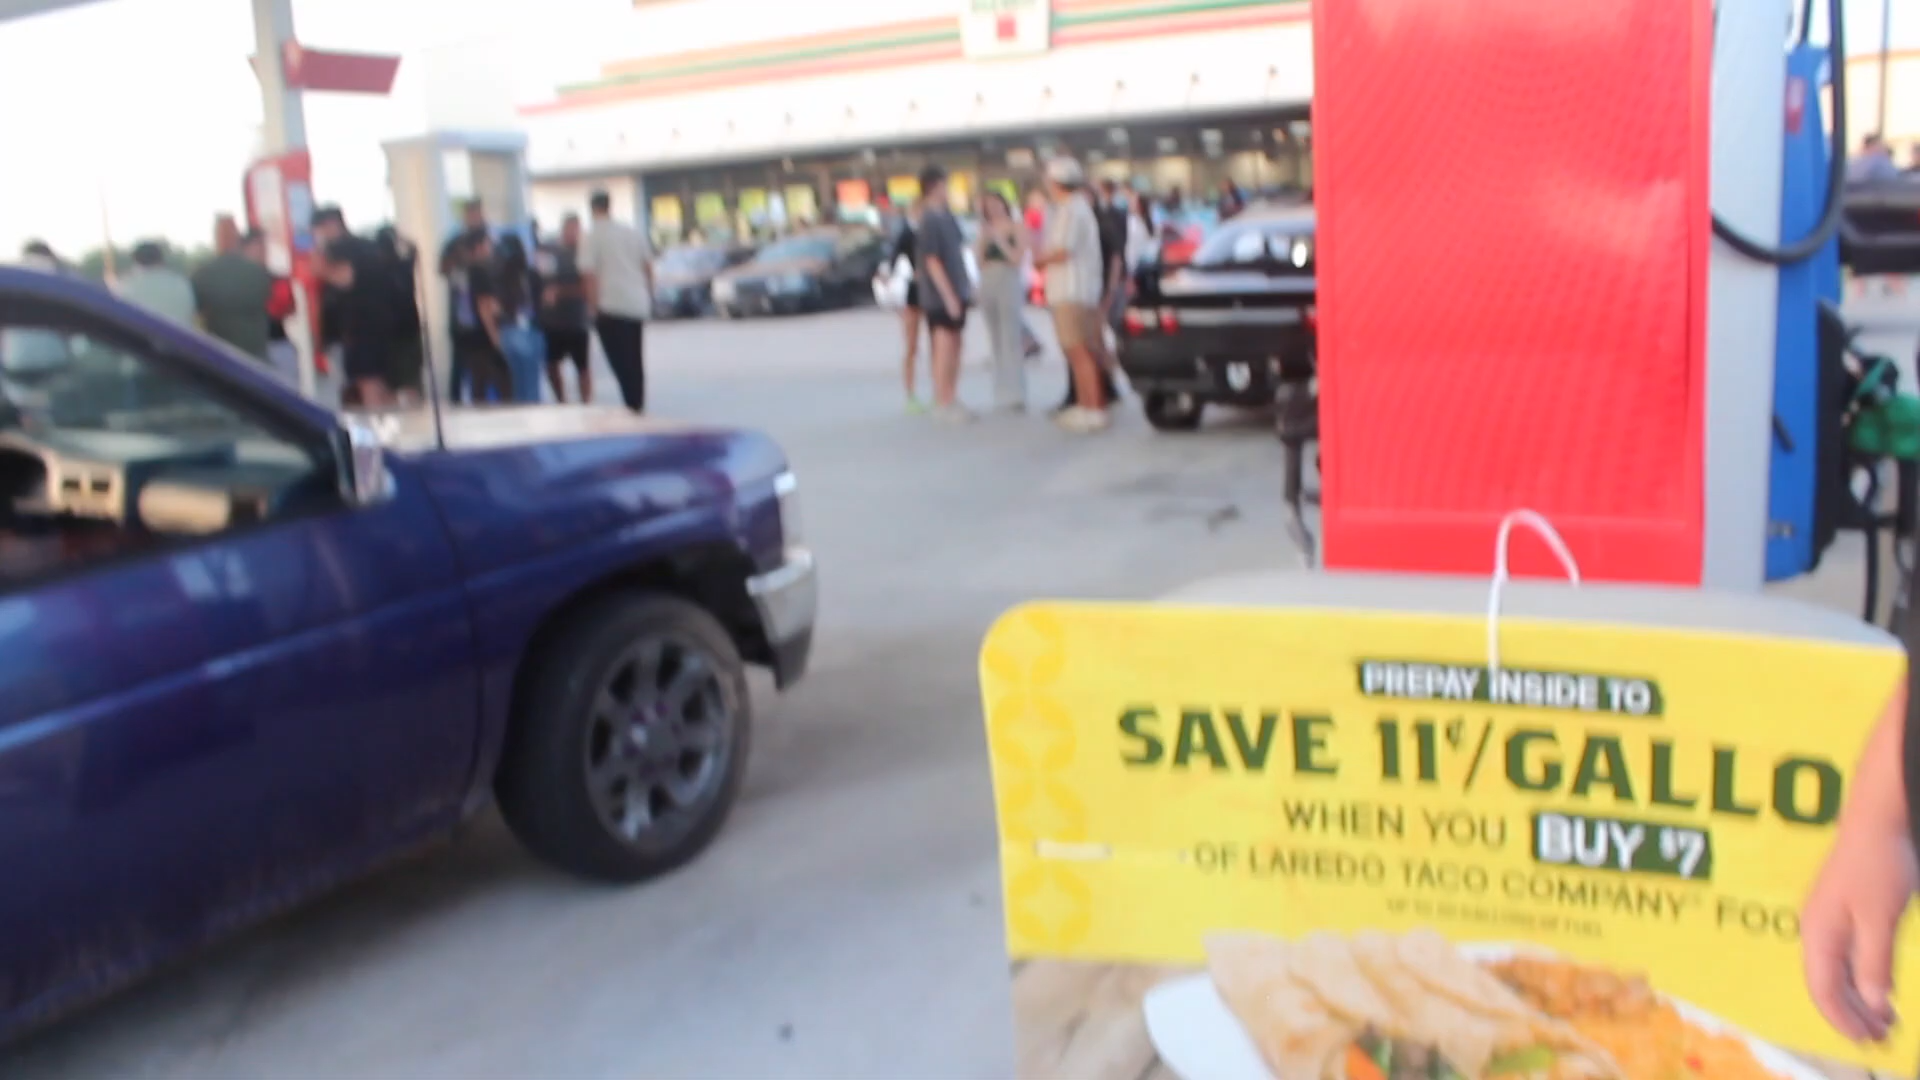 PREPAY INSIDE TO
SAVE 11¢/GALLO
WHEN YOU BUY $7
OF LAREDO TACO COMPANY FOO